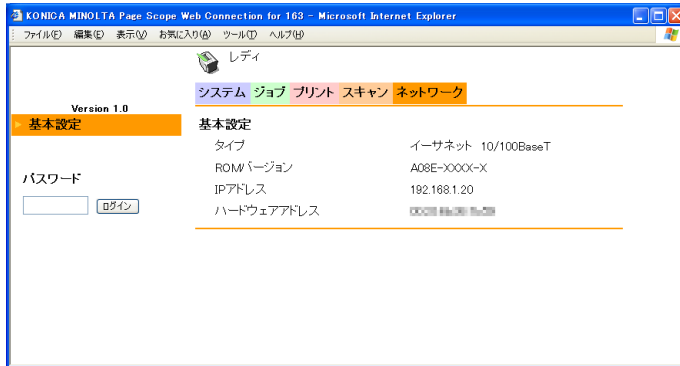 KONICA MINOLTA Page Scope Web Connection for 163 - Microsoft Internet Explorer
ファイル(F) 編集(E) 表示(V) お気に入り(A) ツール(T) ヘルプ(H)
レディ
システム ジョブ プリント スキャン ネットワーク
Version 1.0
基本設定
パスワード
ログイン
基本設定
タイプ イーサネット 10/100BaseT
ROMバージョン A08E-XXXX-X
IPアドレス 192.168.1.20
ハードウェアアドレス